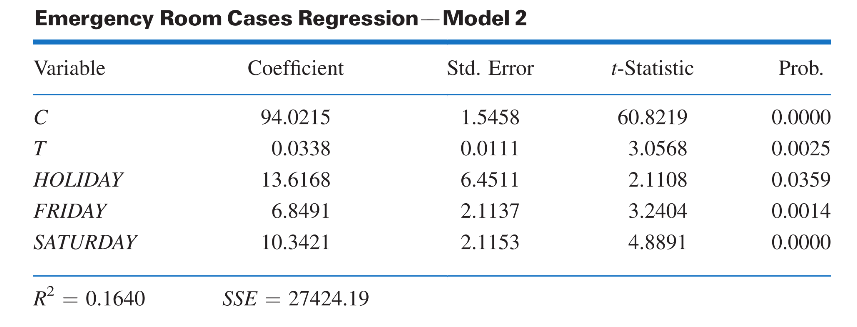 Emergency Room Cases Regression—Model 2
Variable Coefficient Std. Error t-Statistic Prob.
C 94.0215 1.5458 60.8219 0.0000
T 0.0338 0.0111 3.0568 0.0025
HOLIDAY 13.6168 6.4511 2.1108 0.0359
FRIDAY 6.8491 2.1137 3.2404 0.0014
SATURDAY 10.3421 2.1153 4.8891 0.0000
R² = 0.1640 SSE = 27424.19